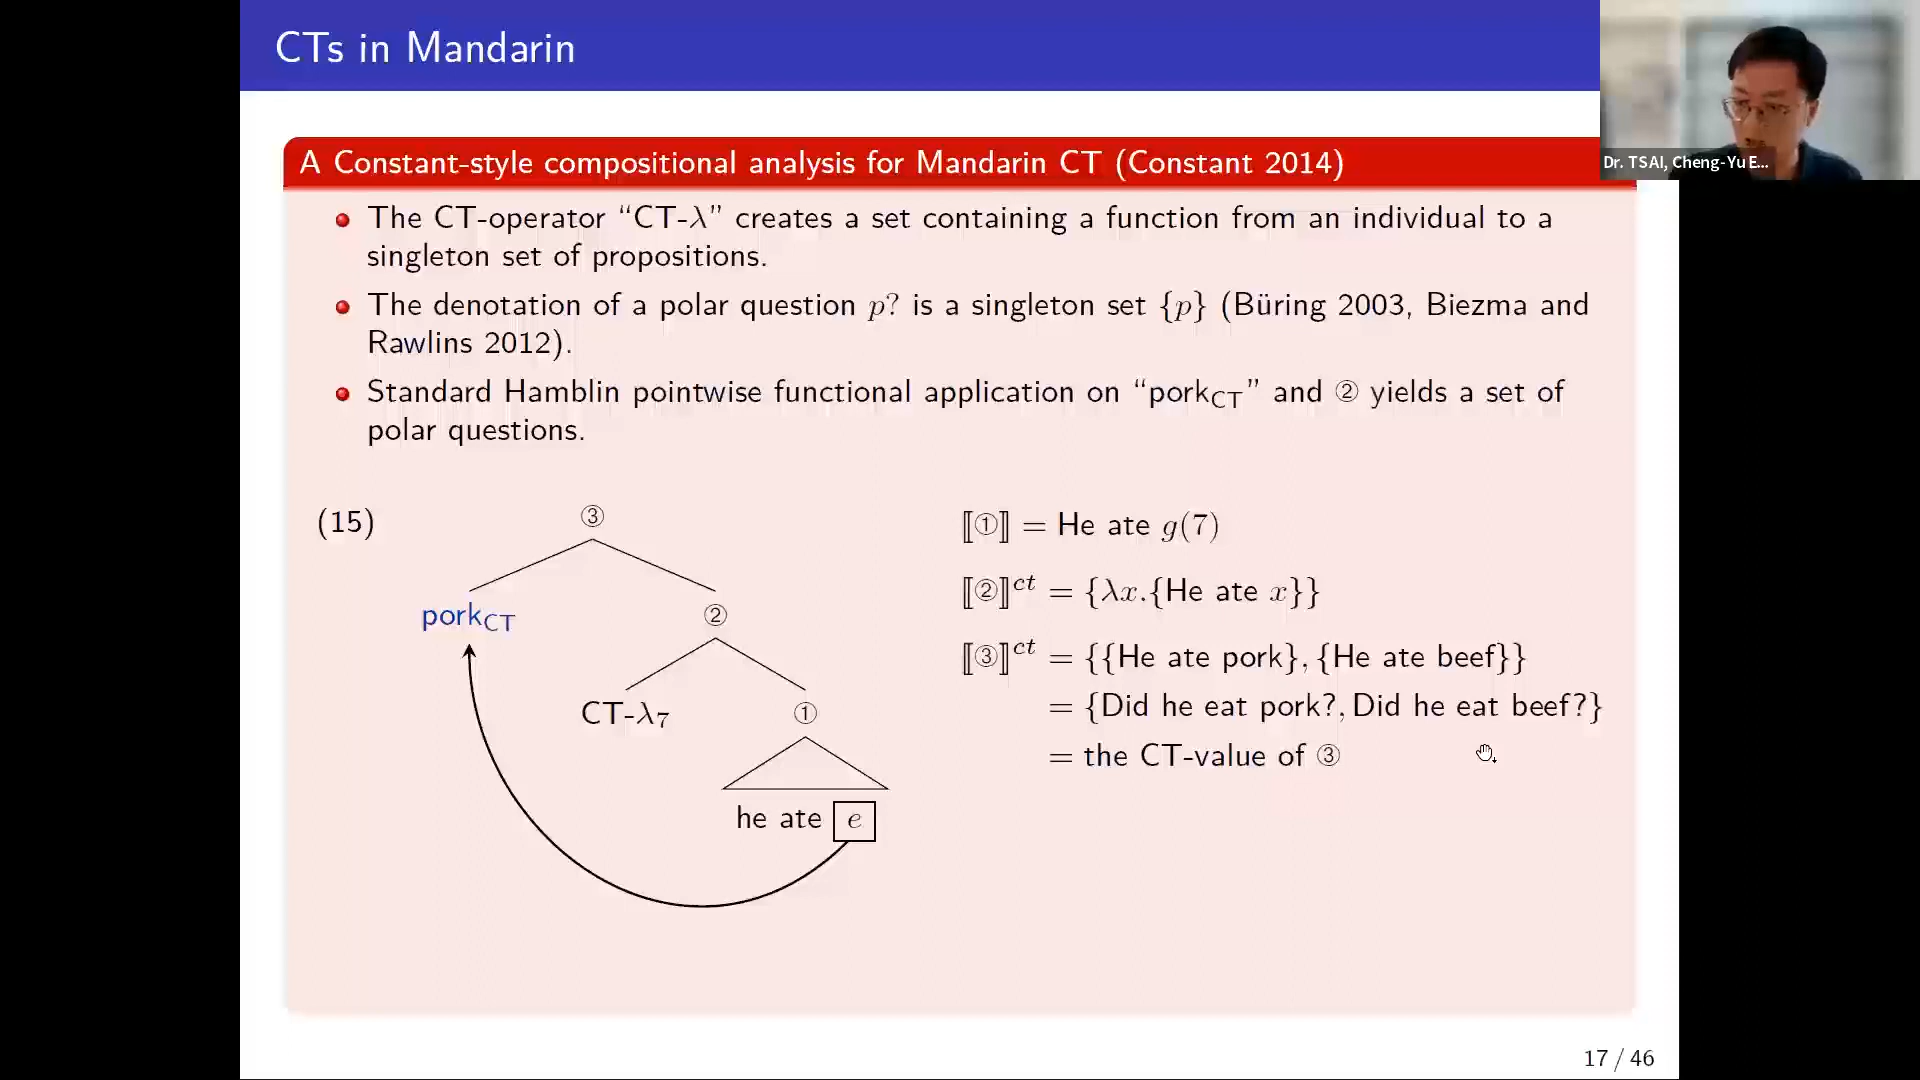 CTs in Mandarin
Dr. TSAI, Cheng-Yu E...
A Constant-style compositional analysis for Mandarin CT (Constant 2014)
The CT-operator “CT-λ” creates a set containing a function from an individual to a
singleton set of propositions.
The denotation of a polar question p? is a singleton set {p} (Büring 2003, Biezma and
Rawlins 2012).
Standard Hamblin pointwise functional application on “pork_CT” and ② yields a set of
polar questions.
(15)
③
pork_CT
②
CT-λ₇
①
he ate e
⟦①⟧ = He ate g(7)
⟦②⟧^ct = {λx.{He ate x}}
⟦③⟧^ct = {{He ate pork}, {He ate beef}}
= {Did he eat pork?, Did he eat beef?}
= the CT-value of ③
17 / 46